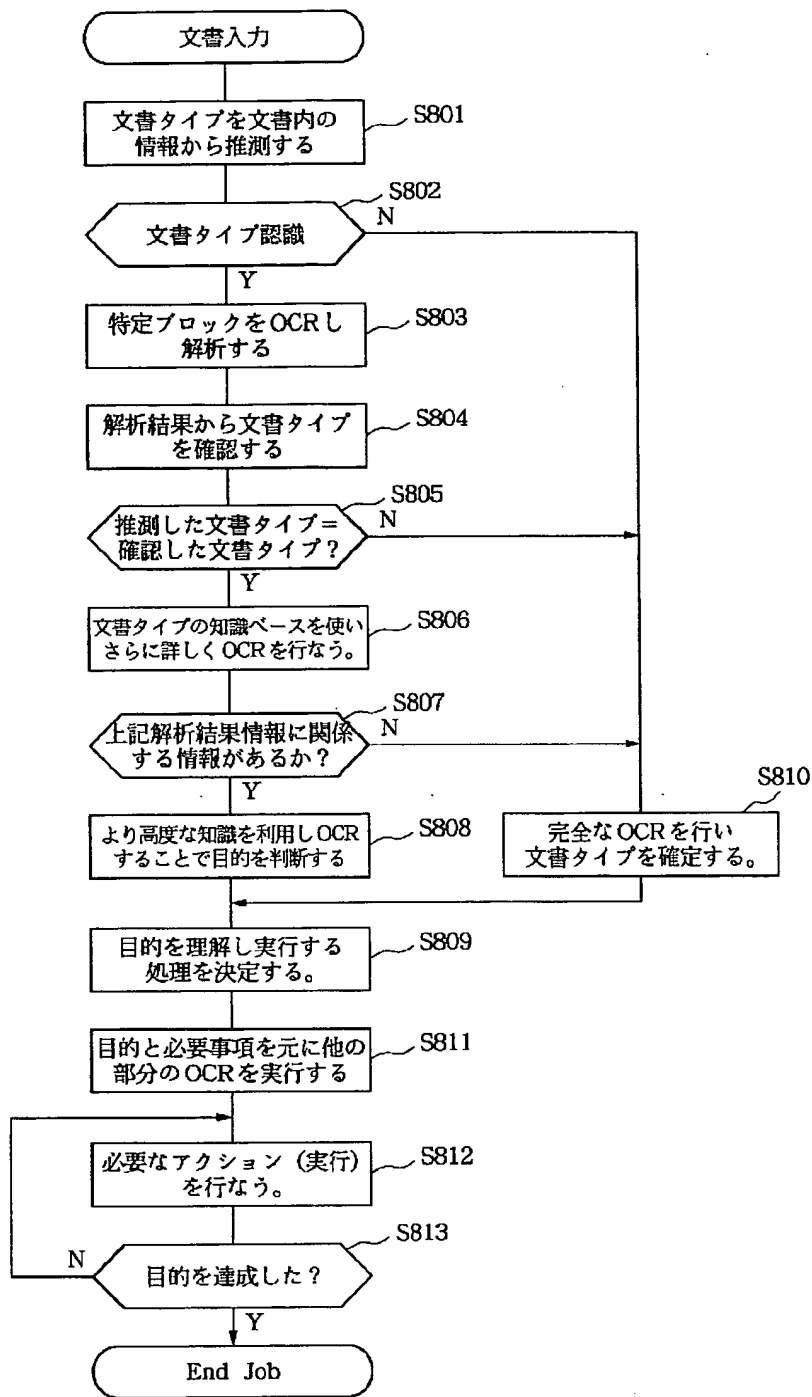 文書入力
文書タイプを文書内の
情報から推測する
S801
S802
文書タイプ認識
N
Y
特定ブロックをOCRし
解析する
S803
解析結果から文書タイプ
を確認する
S804
S805
推測した文書タイプ＝
確認した文書タイプ？
N
Y
文書タイプの知識ベースを使い
さらに詳しくOCRを行なう。
S806
S807
上記解析結果情報に関係
する情報があるか？
N
Y
S810
より高度な知識を利用しOCR
することで目的を判断する
S808
完全なOCRを行い
文書タイプを確定する。
目的を理解し実行する
処理を決定する。
S809
目的と必要事項を元に他の
部分のOCRを実行する
S811
必要なアクション（実行）
を行なう。
S812
S813
N
目的を達成した？
Y
End Job